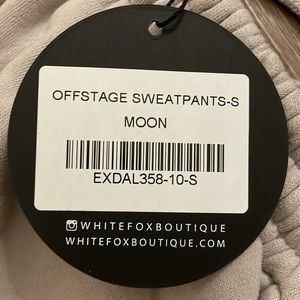 OFFSTAGE SWEATPANTS-S
MOON
EXDAL358-10-S
WHITEFOXBOUTIQUE
WHITEFOXBOUTIQUE.COM